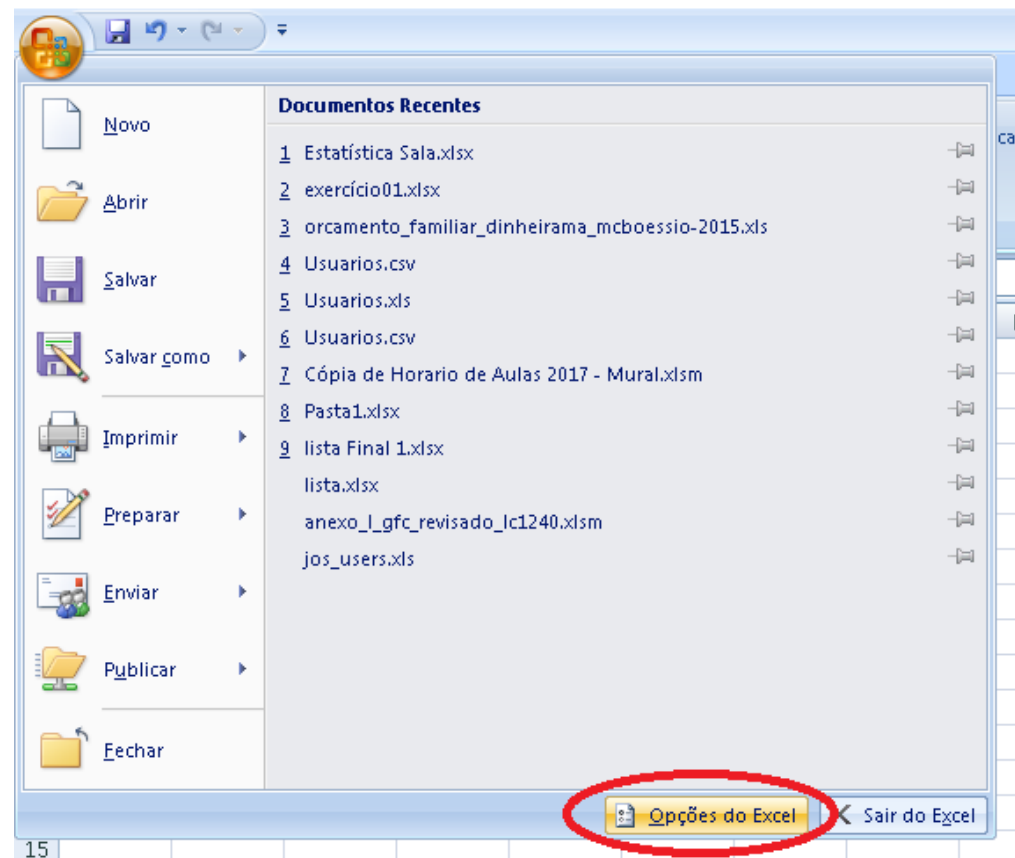 Novo
Abrir
Salvar
Salvar como
Imprimir
Preparar
Enviar
Publicar
Fechar
Documentos Recentes
1 Estatística Sala.xlsx
2 exercício01.xlsx
3 orcamento_familiar_dinheirama_mcboessio-2015.xls
4 Usuarios.csv
5 Usuarios.xls
6 Usuarios.csv
7 Cópia de Horario de Aulas 2017 - Mural.xlsm
8 Pasta1.xlsx
9 lista Final 1.xlsx
lista.xlsx
anexo_I_gfc_revisado_lc1240.xlsm
jos_users.xls
ca
Opções do Excel
Sair do Excel
15